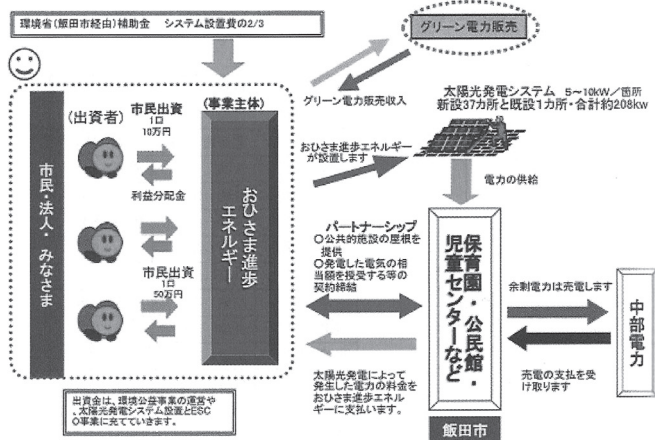 環境省(飯田市経由)補助金 システム設置費の2/3
グリーン電力販売
グリーン電力販売収入
太陽光発電システム 5~10kW/箇所
新設37カ所と既設1カ所・合計約208kw
おひさま進歩エネルギー
が設置します
電力の供給
市民・法人・みなさま
(出資者)
市民出資
1口
10万円
利益分配金
市民出資
1口
50万円
(事業主体)
おひさま進歩
エネルギー
パートナーシップ
○公共的施設の屋根を
提供
○発電した電気の相
当額を授受する等の
契約締結
太陽光発電によって
発生した電力の料金を
おひさま進歩エネル
ギーに支払います。
保育園・公民館・
児童センターなど
飯田市
余剰電力は売電します
売電の支払を受
け取ります
中部電力
出資金は、環境公益事業の運営や
、太陽光発電システム設置とESC
O事業に充てていきます。